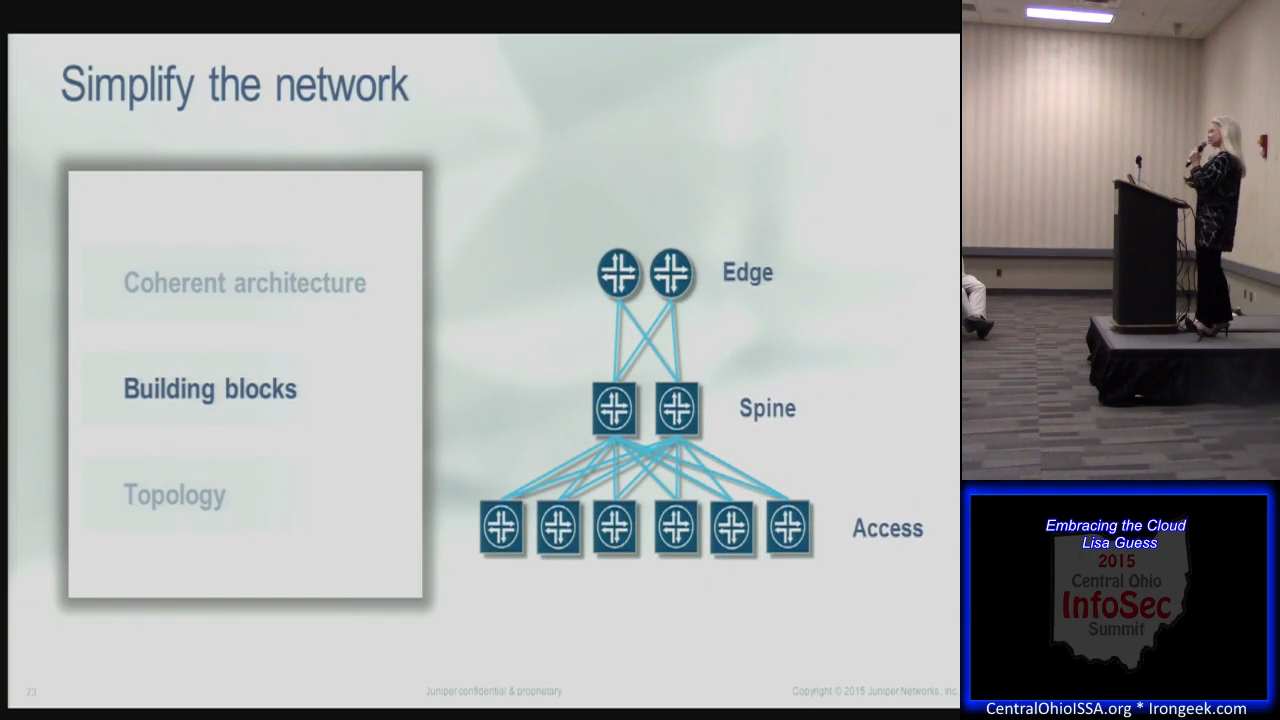 Simplify the network
Coherent architecture
Building blocks
Topology
Edge
Spine
Access
23
Juniper confidential & proprietary
Copyright © 2015 Juniper Networks, Inc.
Embracing the Cloud
Lisa Guess
2015
Central Ohio
InfoSec
Summit
CentralOhioISSA.org * Irongeek.com